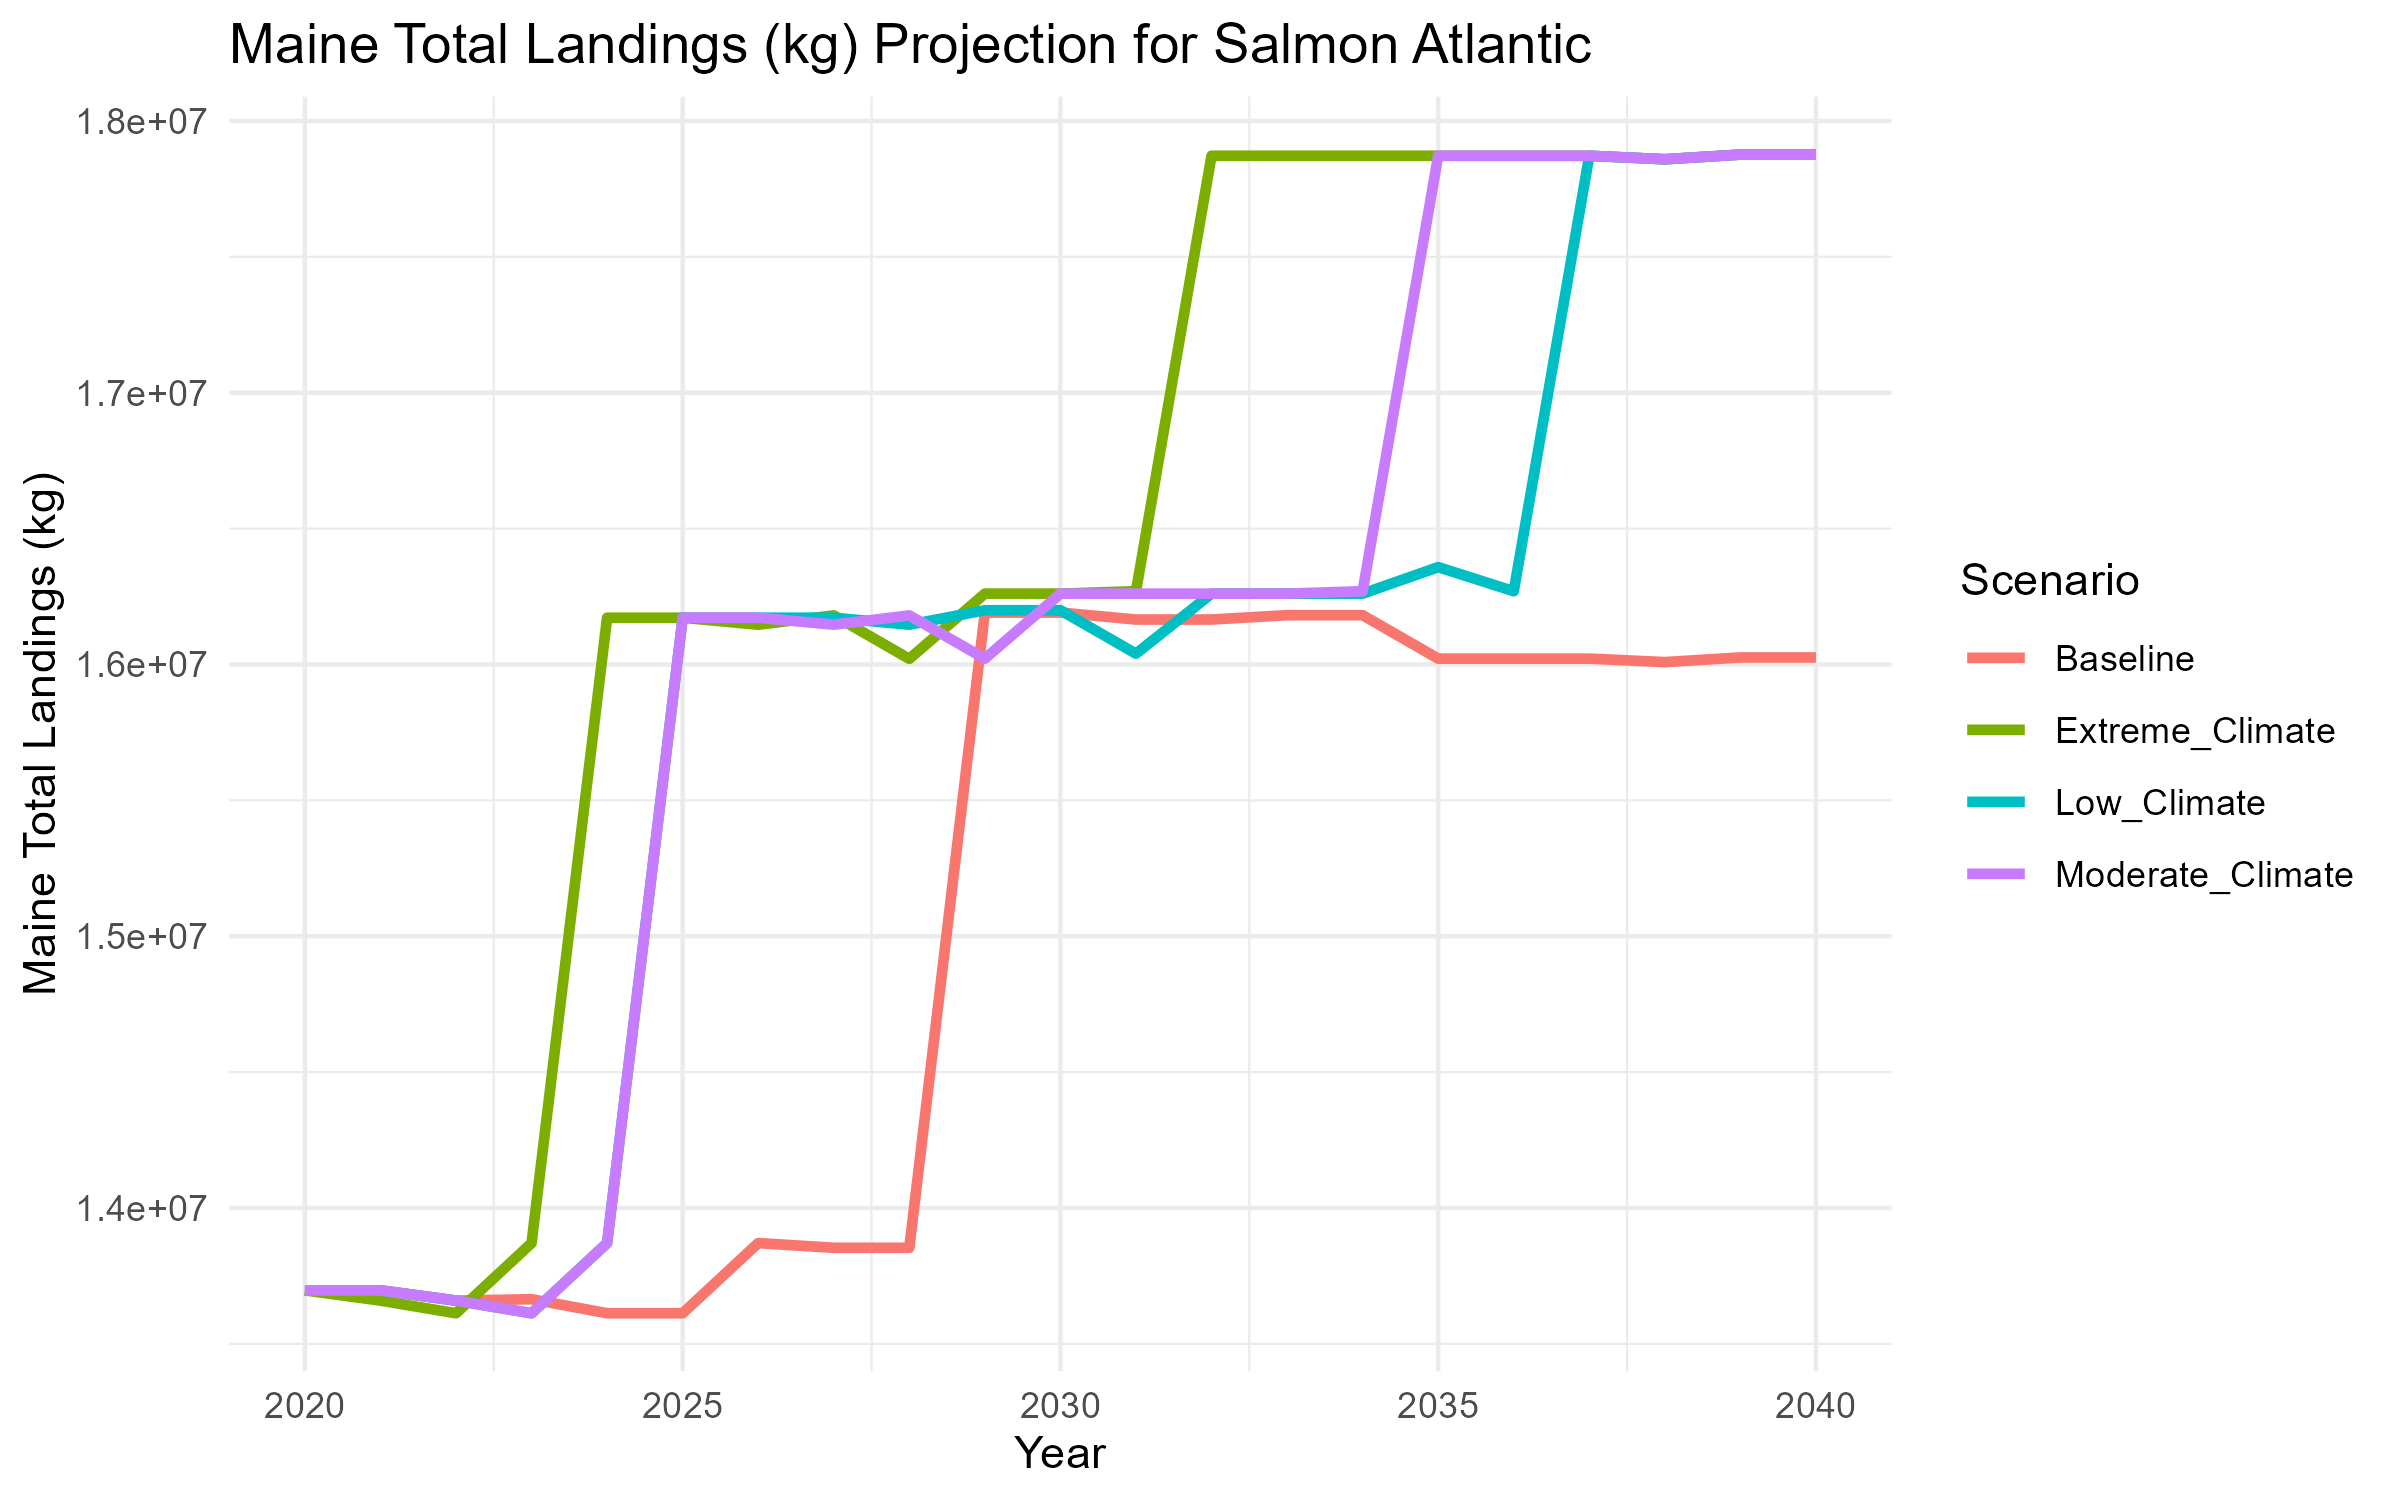 Maine Total Landings (kg) Projection for Salmon Atlantic
Maine Total Landings (kg)
1.8e+07
1.7e+07
1.6e+07
1.5e+07
1.4e+07
2020
2025
2030
2035
2040
Year
Scenario
Baseline
Extreme_Climate
Low_Climate
Moderate_Climate